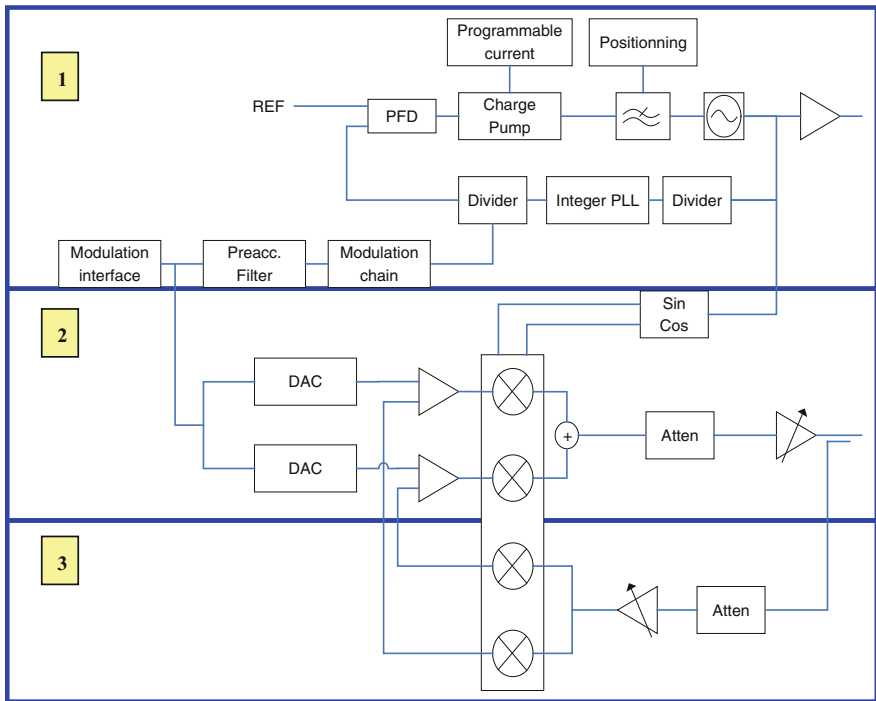 Programmable
current
Positionning
1
REF
PFD
Charge
Pump
Divider
Integer PLL
Divider
Modulation
interface
Preacc.
Filter
Modulation
chain
2
Sin
Cos
DAC
+
Atten
DAC
3
Atten